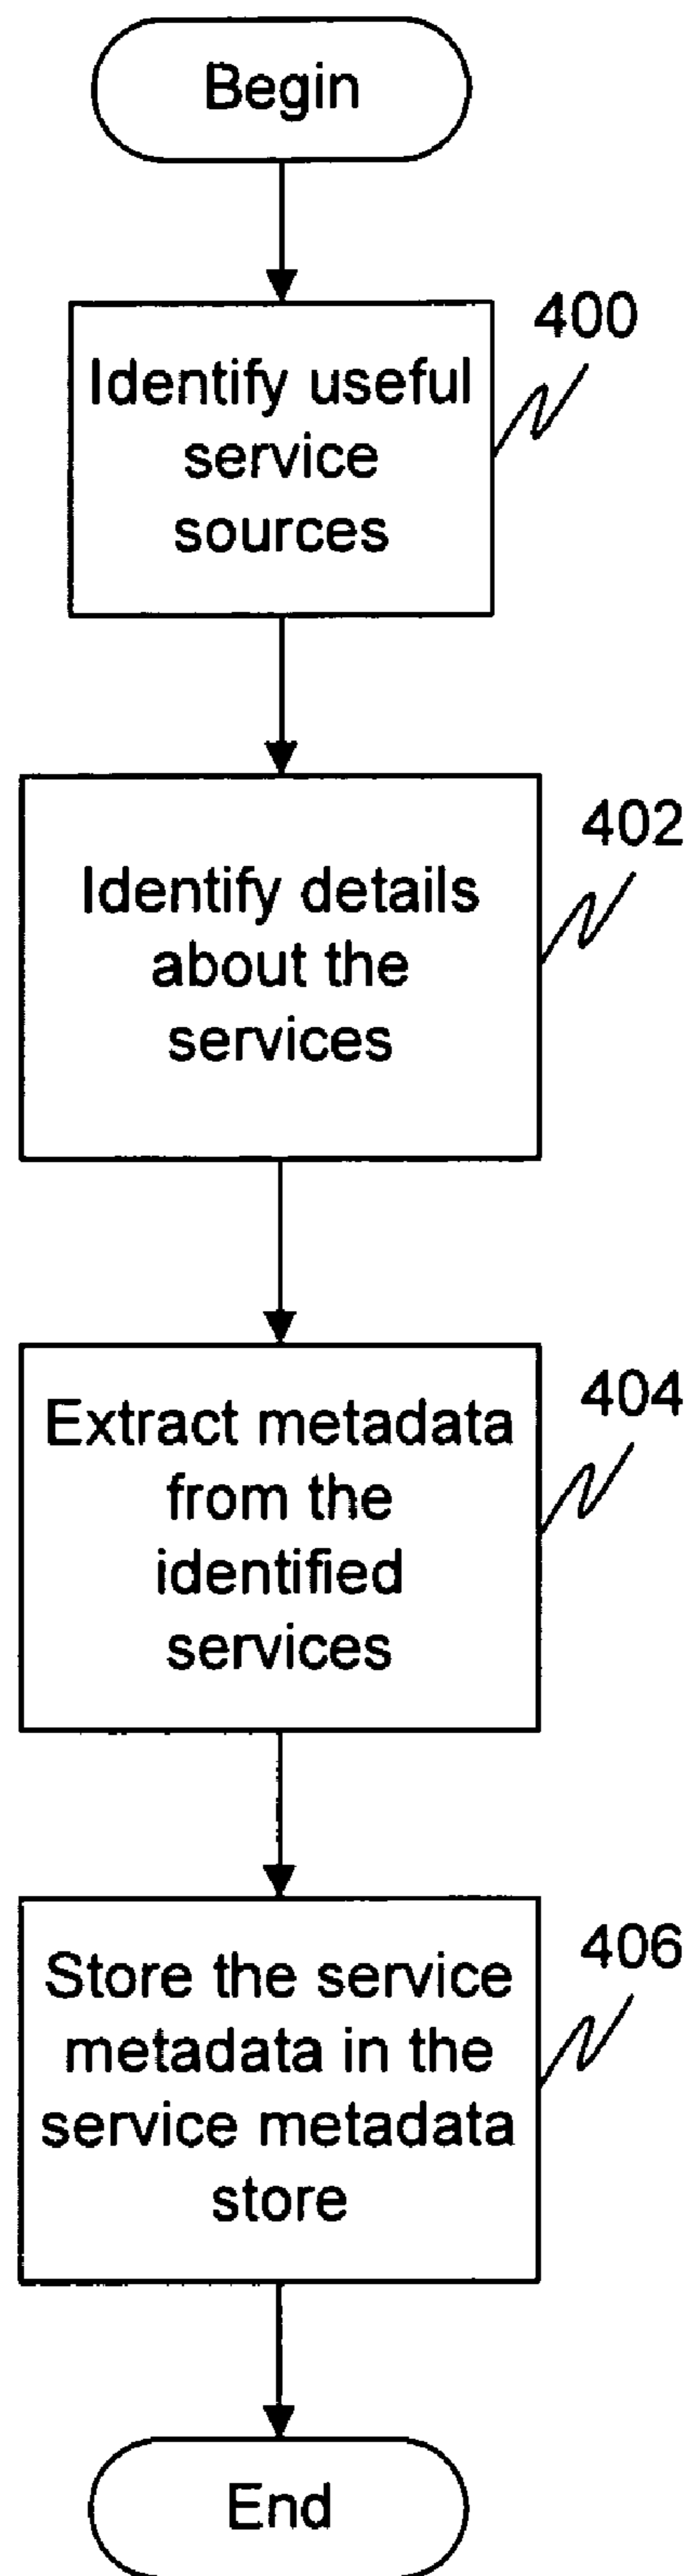 Begin
400
Identify useful
service
sources
402
Identify details
about the
services
404
Extract metadata
from the
identified
services
406
Store the service
metadata in the
service metadata
store
End